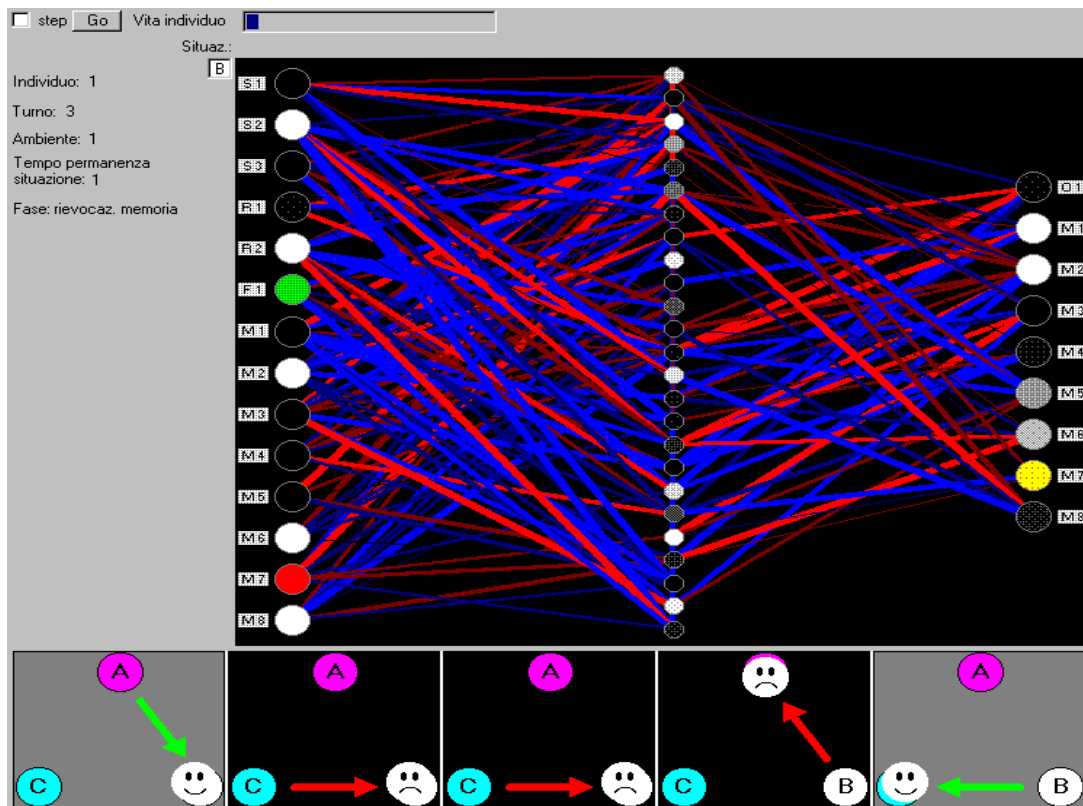 step Go Vita individuo
Situaz.:
B
Individuo: 1
Turno: 3
Ambiente: 1
Tempo permanenza
situazione: 1
Fase: rievocaz. memoria
S1
S2
S3
R1
R2
F1
M1
M2
M3
M4
M5
M6
M7
M8
O1
M1
M2
M3
M4
M5
M6
M7
M8
A
C
A
C
A
C
C B
A
B